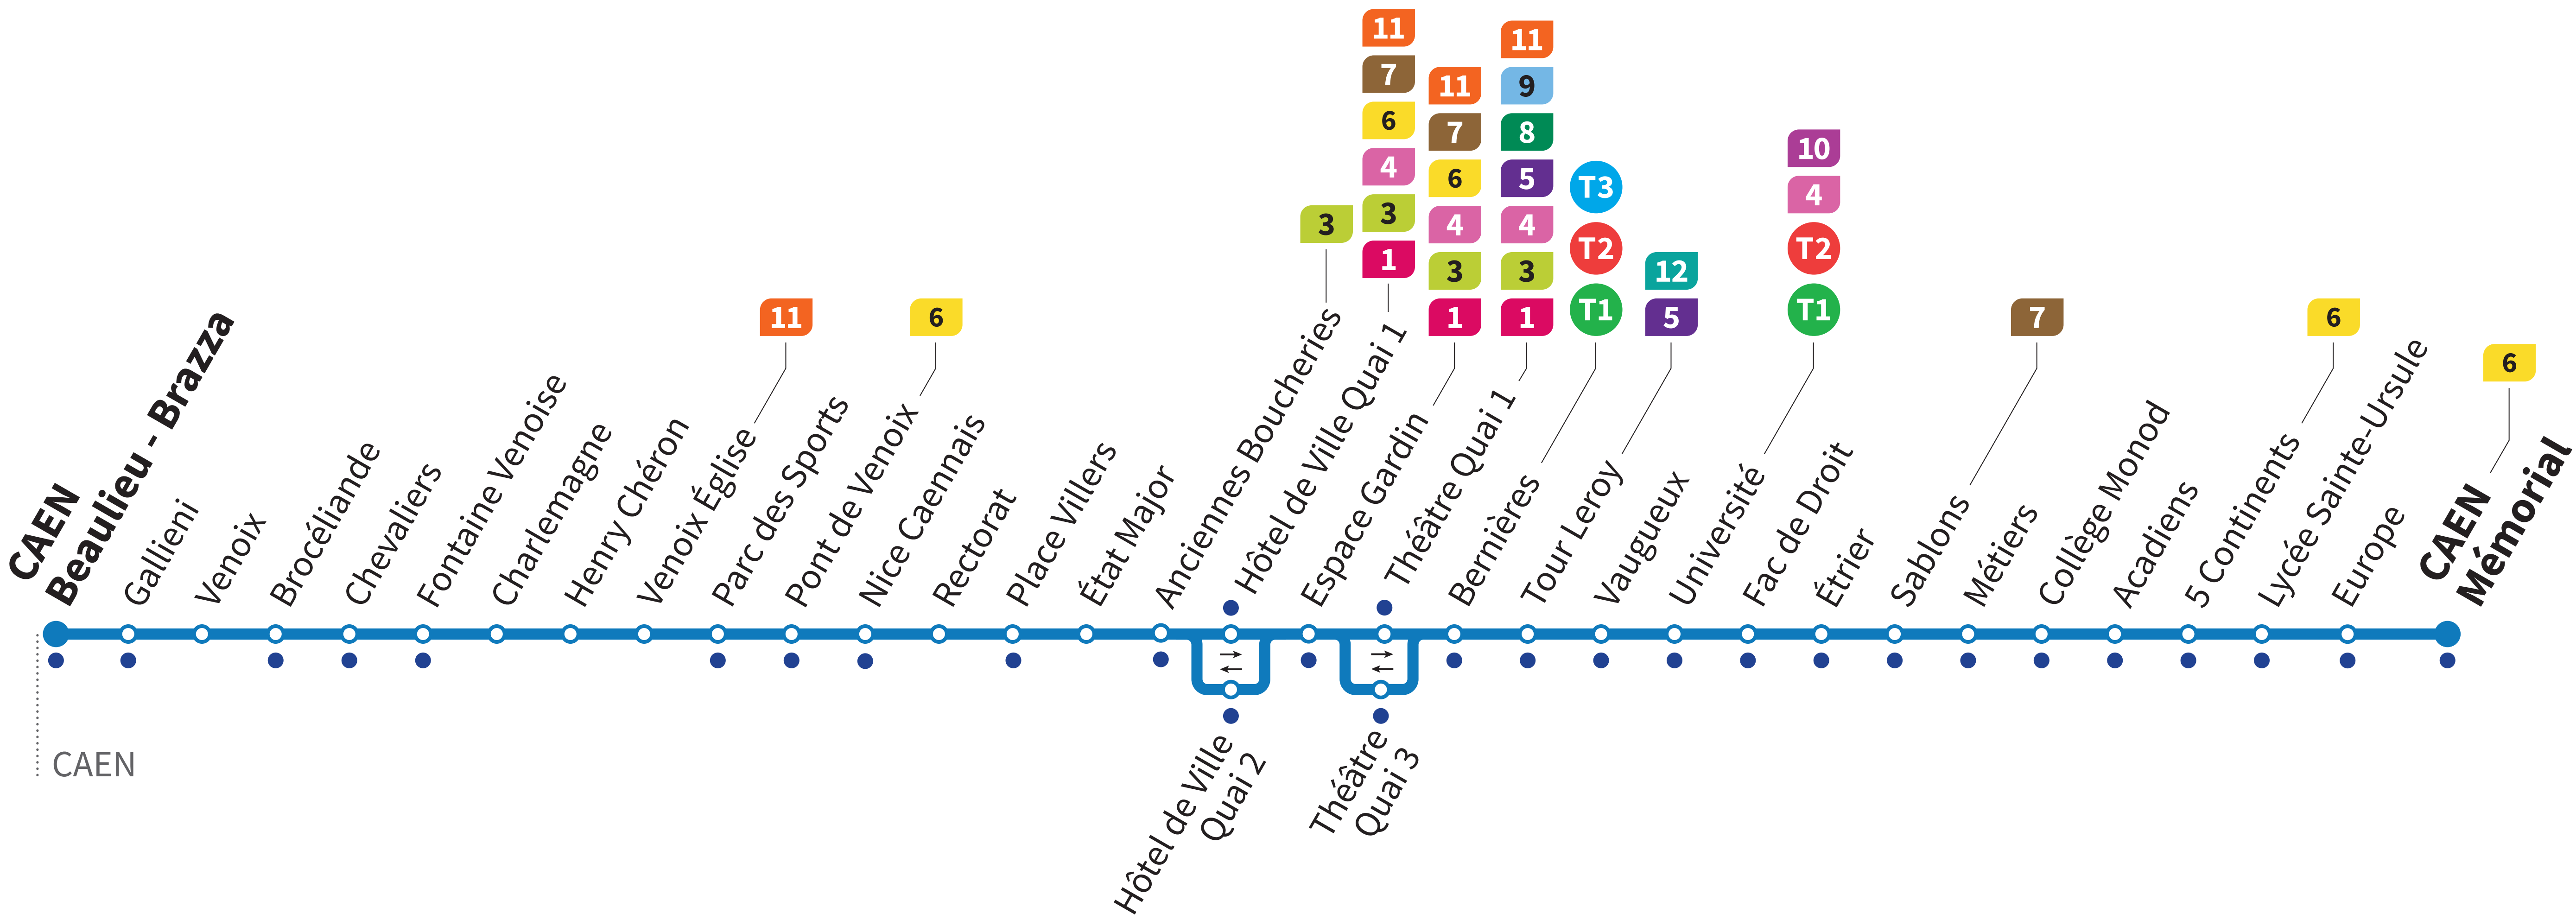 CAEN
Beaulieu - Brazza
Gallieni
Venoix
Brocéliande
Chevaliers
Fontaine Venoise
Charlemagne
Henry Chéron
Venoix Église
11
Parc des Sports
Pont de Venoix
6
Nice Caennais
Rectorat
Place Villers
État Major
Anciennes Boucheries
3
Hôtel de Ville Quai 1
11
7
6
4
3
1
Espace Gardin
11
7
6
4
3
1
Théâtre Quai 1
11
9
8
5
4
3
1
Bernières
T3
T2
T1
Tour Leroy
12
5
Vaugueux
Université
10
4
T2
T1
Fac de Droit
Étrier
Sablons
7
Métiers
Collège Monod
Acadiens
5 Continents
6
Lycée Sainte-Ursule
Europe
CAEN
Mémorial
6
Hôtel de Ville
Quai 2
Théâtre
Quai 3
CAEN